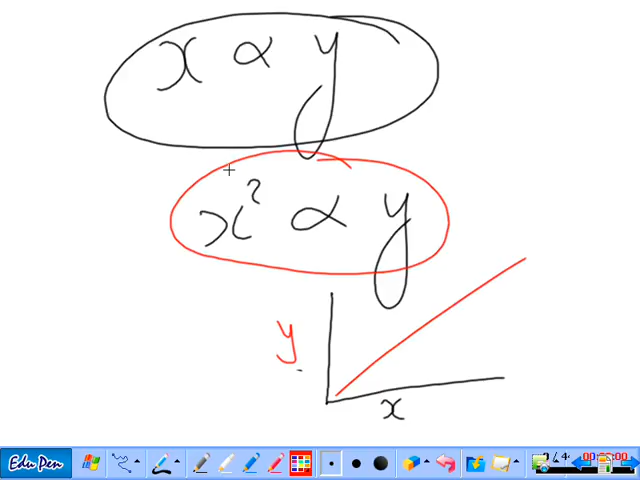 x ∝ y
x² ∝ y
y
x
Edu Pen